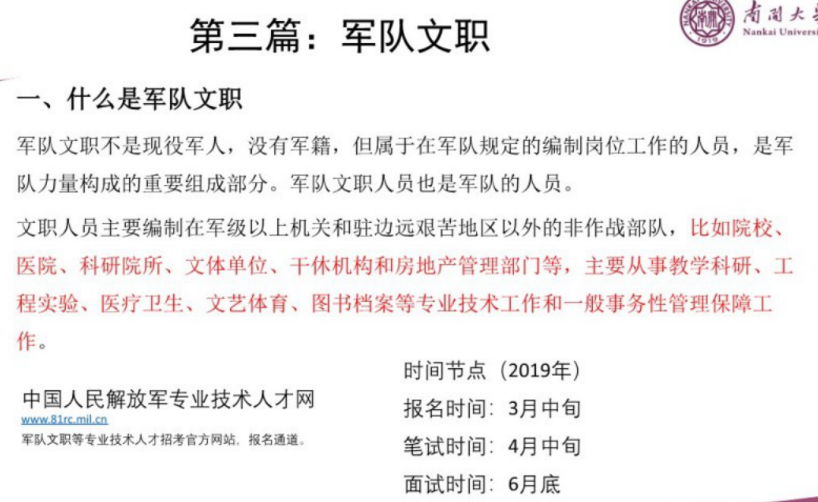 第三篇：军队文职
南开大
Nankai Universi
一、什么是军队文职
军队文职不是现役军人，没有军籍，但属于在军队规定的编制岗位工作的人员，是军
队力量构成的重要组成部分。军队文职人员也是军队的人员。
文职人员主要编制在军级以上机关和驻边远艰苦地区以外的非作战部队，比如院校、
医院、科研院所、文体单位、干休机构和房地产管理部门等，主要从事教学科研、工
程实验、医疗卫生、文艺体育、图书档案等专业技术工作和一般事务性管理保障工
作。
中国人民解放军专业技术人才网
www.81rc.mil.cn
军队文职等专业技术人才招考官方网站，报名通道。
时间节点（2019年）
报名时间：3月中旬
笔试时间：4月中旬
面试时间：6月底